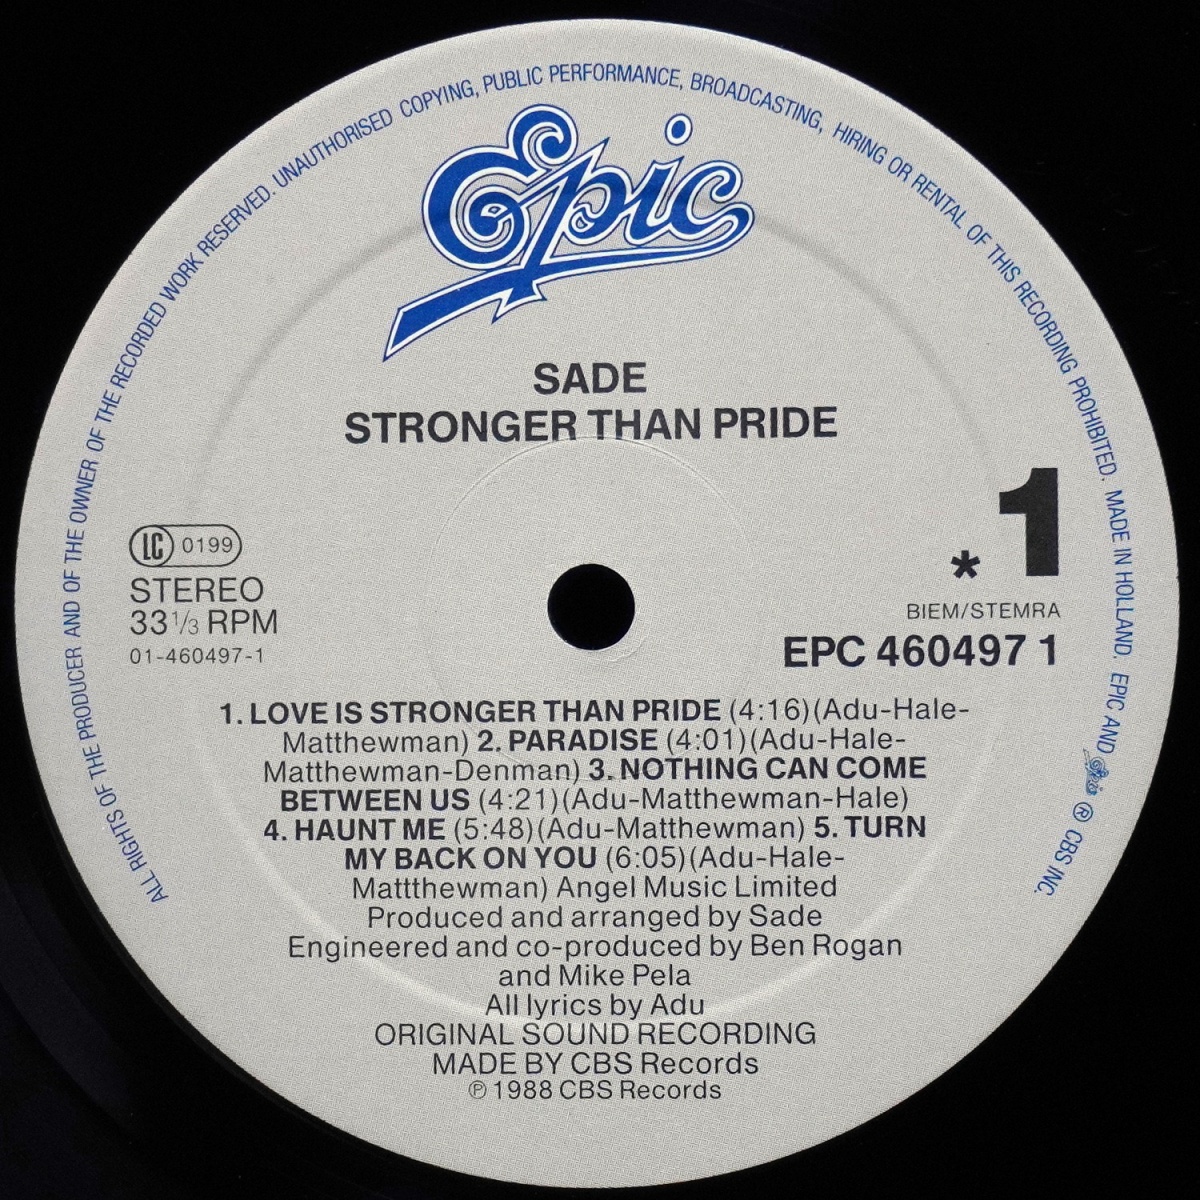 ALL RIGHTS OF THE PRODUCER AND OF THE OWNER OF THE RECORDED WORK RESERVED. UNAUTHORISED COPYING, PUBLIC PERFORMANCE, BROADCASTING, HIRING OR RENTAL OF THIS RECORDING PROHIBITED. MADE IN HOLLAND. EPIC AND Epic ® CBS INC.
Epic
SADE
STRONGER THAN PRIDE
LC 0199
STEREO
33 1/3 RPM
01-460497-1
* 1
BIEM/STEMRA
EPC 460497 1
1. LOVE IS STRONGER THAN PRIDE (4:16)(Adu-Hale-
Matthewman) 2. PARADISE (4:01)(Adu-Hale-
Matthewman-Denman) 3. NOTHING CAN COME
BETWEEN US (4:21)(Adu-Matthewman-Hale)
4. HAUNT ME (5:48)(Adu-Matthewman) 5. TURN
MY BACK ON YOU (6:05)(Adu-Hale-
Mattthewman) Angel Music Limited
Produced and arranged by Sade
Engineered and co-produced by Ben Rogan
and Mike Pela
All lyrics by Adu
ORIGINAL SOUND RECORDING
MADE BY CBS Records
℗ 1988 CBS Records